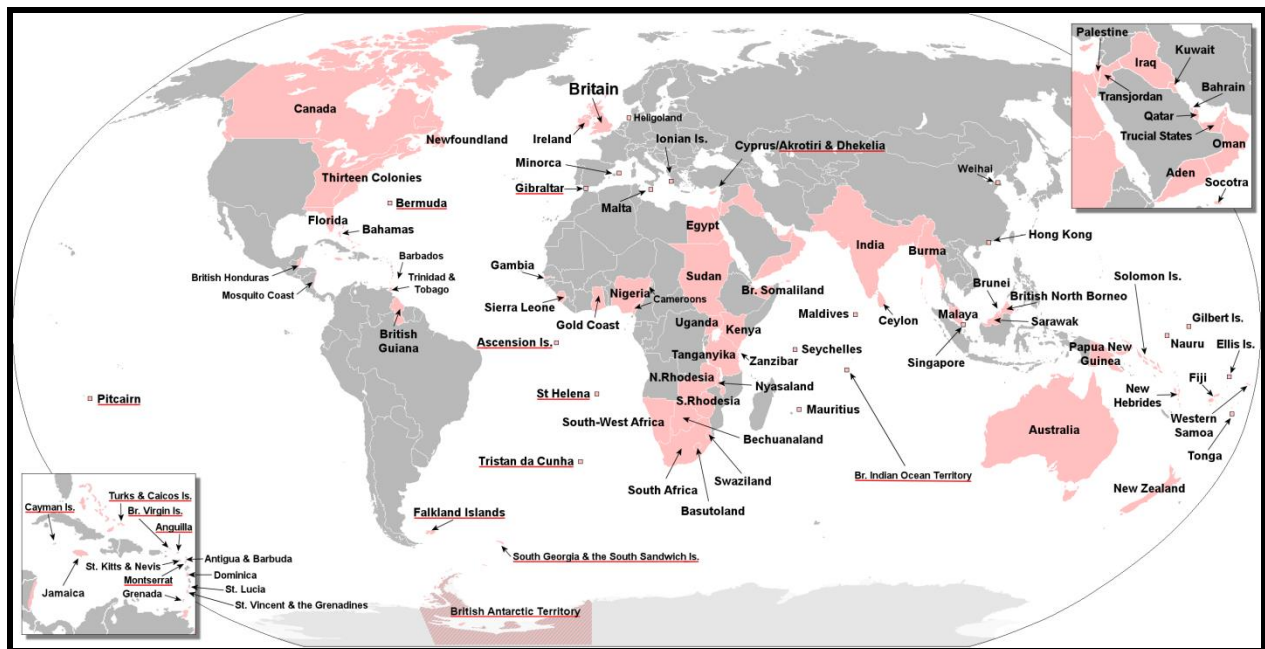 Canada
Newfoundland
Thirteen Colonies
Bermuda
Florida
Bahamas
British Honduras
Mosquito Coast
Barbados
Trinidad &
Tobago
British
Guiana
Pitcairn
Britain
Ireland
Heligoland
Minorca
Ionian Is.
Gibraltar
Malta
Cyprus/Akrotiri & Dhekelia
Weihai
Hong Kong
Egypt
Sudan
India
Burma
Gambia
Sierra Leone
Nigeria
Cameroons
Gold Coast
Br. Somaliland
Uganda
Kenya
Tanganyika
Zanzibar
Maldives
Ceylon
Seychelles
Ascension Is.
St Helena
N.Rhodesia
Nyasaland
S.Rhodesia
Mauritius
South-West Africa
Bechuanaland
Tristan da Cunha
Swaziland
South Africa
Basutoland
Br. Indian Ocean Territory
Brunei
British North Borneo
Malaya
Sarawak
Singapore
Solomon Is.
Gilbert Is.
Nauru
Ellis Is.
Papua New
Guinea
Fiji
New
Hebrides
Western
Samoa
Tonga
Australia
New Zealand
Falkland Islands
South Georgia & the South Sandwich Is.
British Antarctic Territory
Palestine
Iraq
Kuwait
Transjordan
Bahrain
Qatar
Trucial States
Oman
Aden
Socotra
Turks & Caicos Is.
Cayman Is.
Br. Virgin Is.
Anguilla
Antigua & Barbuda
St. Kitts & Nevis
Montserrat
Dominica
Jamaica
St. Lucia
Grenada
St. Vincent & the Grenadines